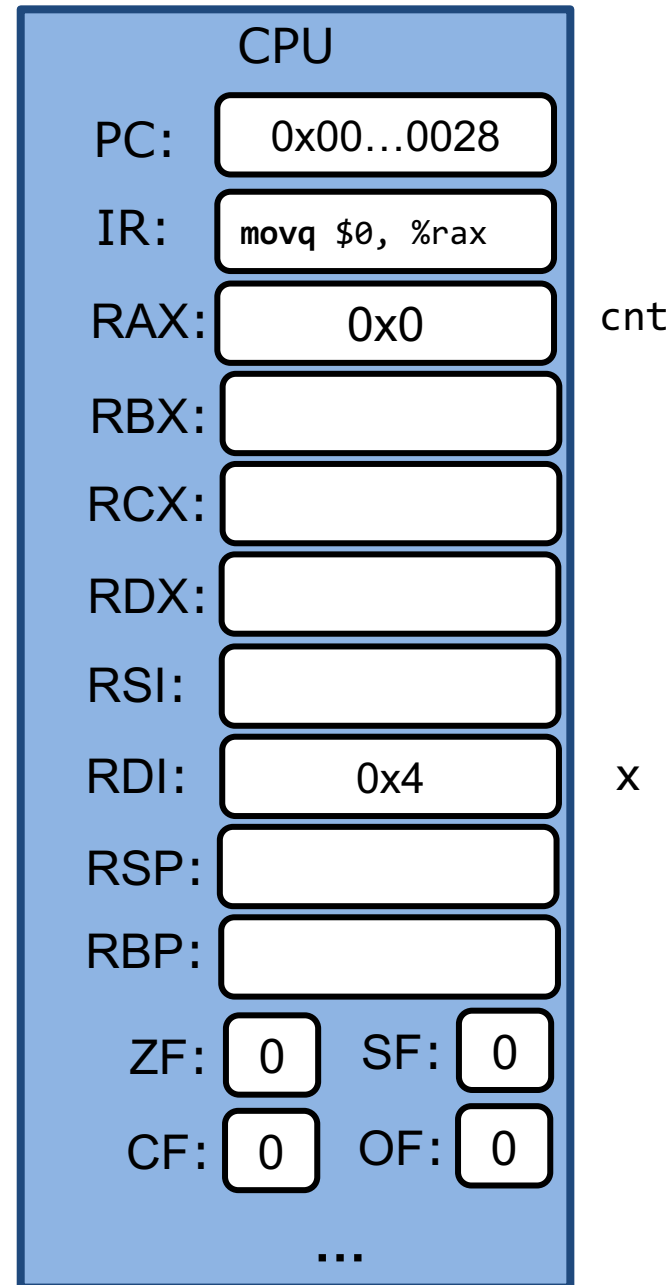 CPU
PC: 0x00…0028
IR: movq $0, %rax
RAX: 0x0 cnt
RBX:
RCX:
RDX:
RSI:
RDI: 0x4 x
RSP:
RBP:
ZF: 0 SF: 0
CF: 0 OF: 0
…